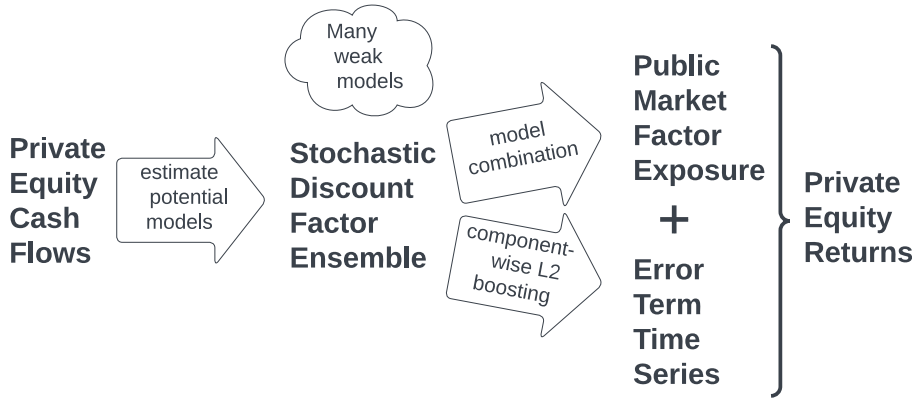 Private
Equity
Cash
Flows
estimate
potential
models
Many
weak
models
Stochastic
Discount
Factor
Ensemble
model
combination
component-
wise L2
boosting
Public
Market
Factor
Exposure
+
Error
Term
Time
Series
Private
Equity
Returns